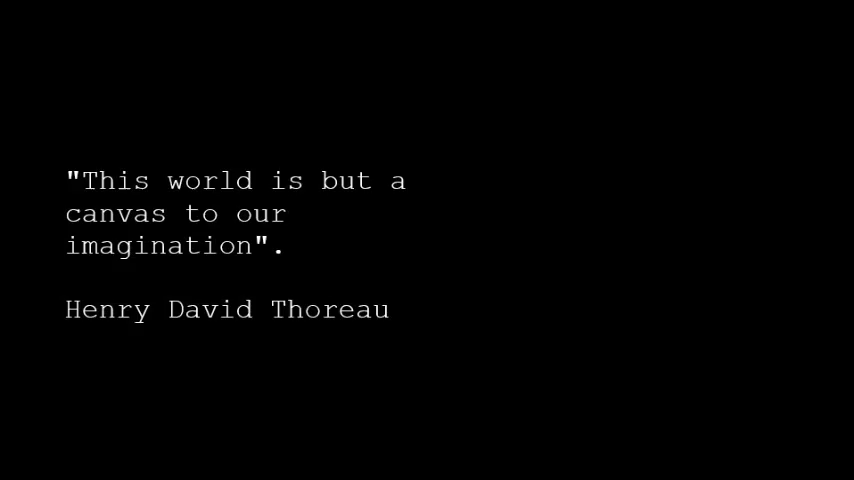 "This world is but a
canvas to our
imagination".
Henry David Thoreau